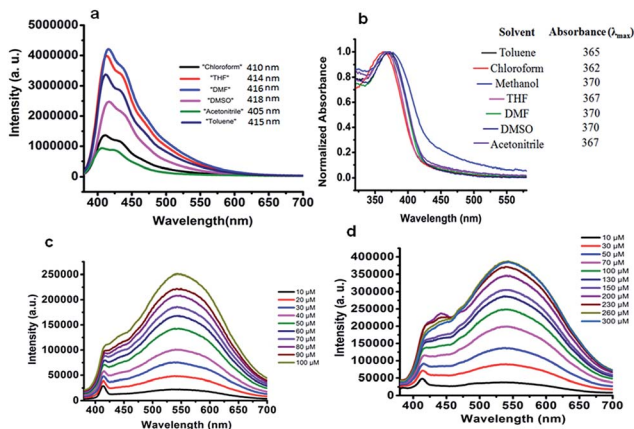 a
5000000
4000000
3000000
2000000
1000000
0
Intensity (a. u.)
400 450 500 550 600 650 700
Wavelength(nm)
"Chloroform" 410 nm
"THF" 414 nm
"DMF" 416 nm
"DMSO" 418 nm
"Acetonitrile" 405 nm
"Toluene" 415 nm
b
1.0
0.8
0.6
0.4
0.2
0.0
Normalized Absorbance
350 400 450 500 550
Wavelength (nm)
Solvent Absorbance (λmax)
Toluene 365
Chloroform 362
Methanol 370
THF 367
DMF 370
DMSO 370
Acetonitrile 367
c
250000
200000
150000
100000
50000
0
Intensity (a.u.)
400 450 500 550 600 650 700
Wavelength (nm)
10 µM
20 µM
30 µM
40 µM
50 µM
60 µM
70 µM
80 µM
90 µM
100 µM
d
400000
350000
300000
250000
200000
150000
100000
50000
0
Intensity (a.u.)
400 450 500 550 600 650 700
Wavelength (nm)
10 µM
30 µM
50 µM
70 µM
100 µM
130 µM
150 µM
200 µM
230 µM
260 µM
300 µM